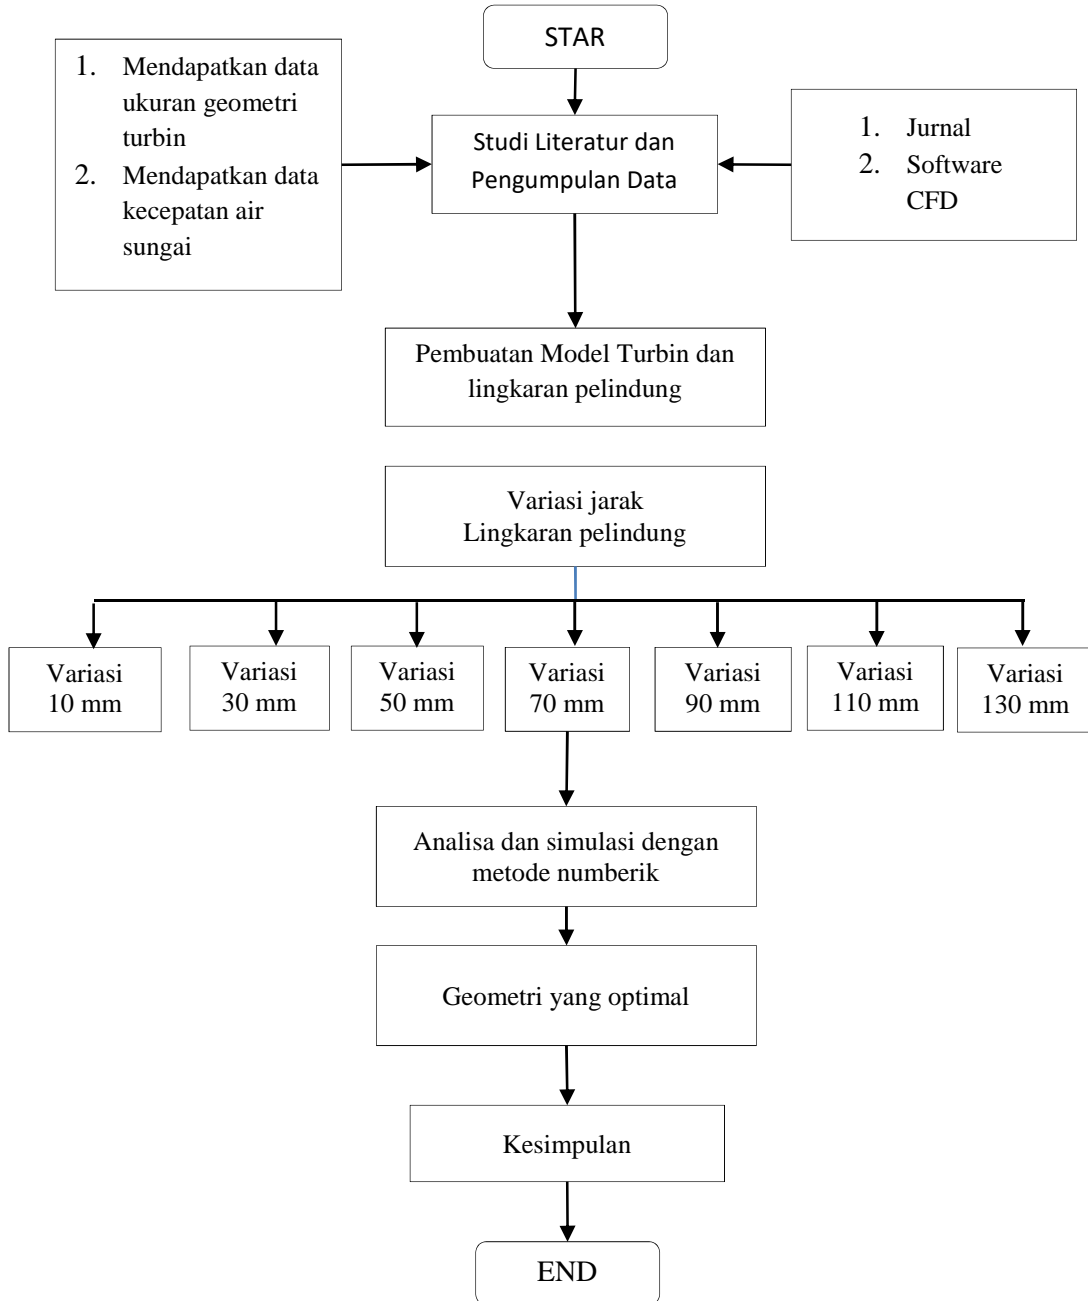 STAR
1. Mendapatkan data
ukuran geometri
turbin
2. Mendapatkan data
kecepatan air
sungai
Studi Literatur dan
Pengumpulan Data
1. Jurnal
2. Software
CFD
Pembuatan Model Turbin dan
lingkaran pelindung
Variasi jarak
Lingkaran pelindung
Variasi
10 mm
Variasi
30 mm
Variasi
50 mm
Variasi
70 mm
Variasi
90 mm
Variasi
110 mm
Variasi
130 mm
Analisa dan simulasi dengan
metode numberik
Geometri yang optimal
Kesimpulan
END